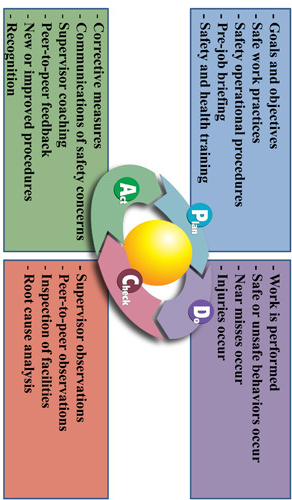 - Goals and objectives
- Safe work practices
- Safety operational procedures
- Pre-job briefing
- Safety and health training
- Work is performed
- Safe or unsafe behaviors occur
- Near misses occur
- Injuries occur
Plan
Do
Act
Check
- Corrective measures
- Communications of safety concerns
- Supervisor coaching
- Peer-to-peer feedback
- New or improved procedures
- Recognition
- Supervisor observations
- Peer-to-peer observations
- Inspection of facilities
- Root cause analysis